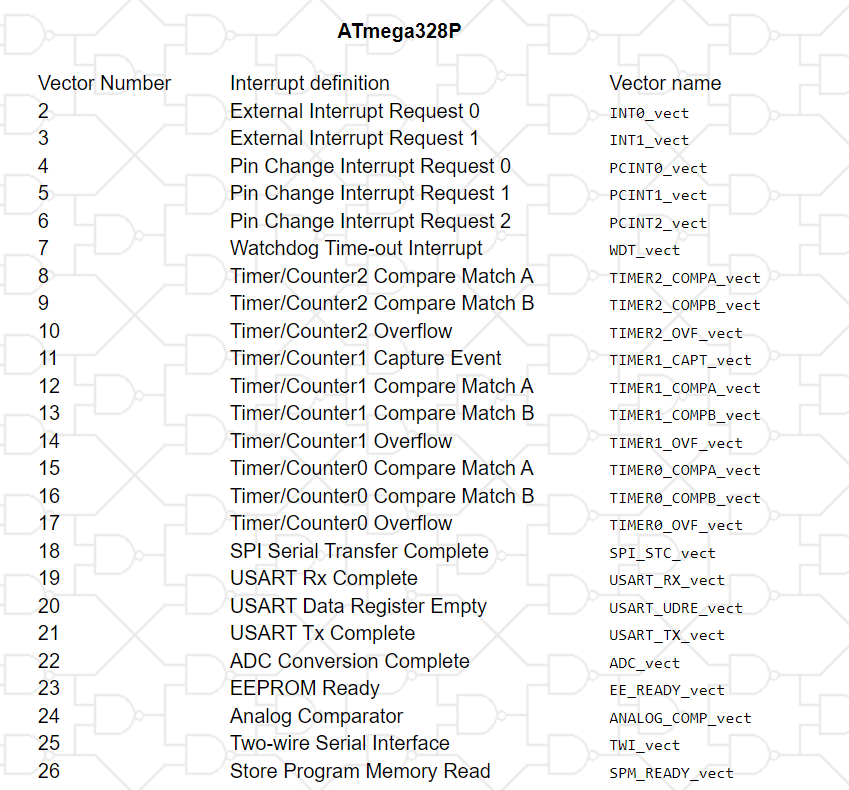 ATmega328P
Vector Number Interrupt definition Vector name
2 External Interrupt Request 0 INT0_vect
3 External Interrupt Request 1 INT1_vect
4 Pin Change Interrupt Request 0 PCINT0_vect
5 Pin Change Interrupt Request 1 PCINT1_vect
6 Pin Change Interrupt Request 2 PCINT2_vect
7 Watchdog Time-out Interrupt WDT_vect
8 Timer/Counter2 Compare Match A TIMER2_COMPA_vect
9 Timer/Counter2 Compare Match B TIMER2_COMPB_vect
10 Timer/Counter2 Overflow TIMER2_OVF_vect
11 Timer/Counter1 Capture Event TIMER1_CAPT_vect
12 Timer/Counter1 Compare Match A TIMER1_COMPA_vect
13 Timer/Counter1 Compare Match B TIMER1_COMPB_vect
14 Timer/Counter1 Overflow TIMER1_OVF_vect
15 Timer/Counter0 Compare Match A TIMER0_COMPA_vect
16 Timer/Counter0 Compare Match B TIMER0_COMPB_vect
17 Timer/Counter0 Overflow TIMER0_OVF_vect
18 SPI Serial Transfer Complete SPI_STC_vect
19 USART Rx Complete USART_RX_vect
20 USART Data Register Empty USART_UDRE_vect
21 USART Tx Complete USART_TX_vect
22 ADC Conversion Complete ADC_vect
23 EEPROM Ready EE_READY_vect
24 Analog Comparator ANALOG_COMP_vect
25 Two-wire Serial Interface TWI_vect
26 Store Program Memory Read SPM_READY_vect